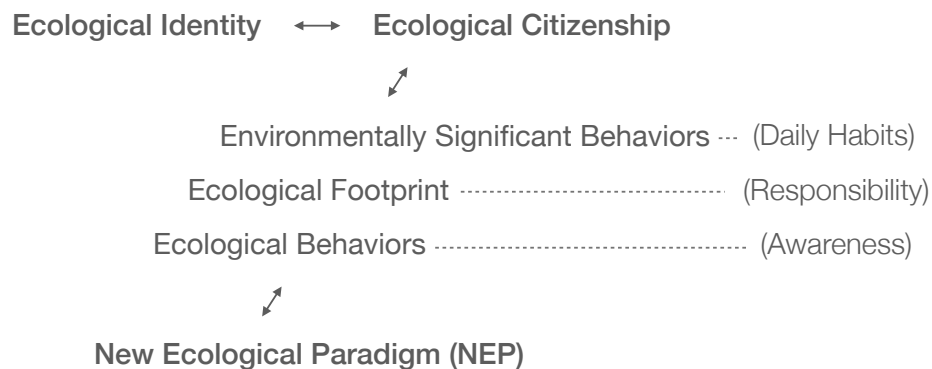 Ecological Identity ↔ Ecological Citizenship
Environmentally Significant Behaviors --- (Daily Habits)
Ecological Footprint --- (Responsibility)
Ecological Behaviors --- (Awareness)
New Ecological Paradigm (NEP)